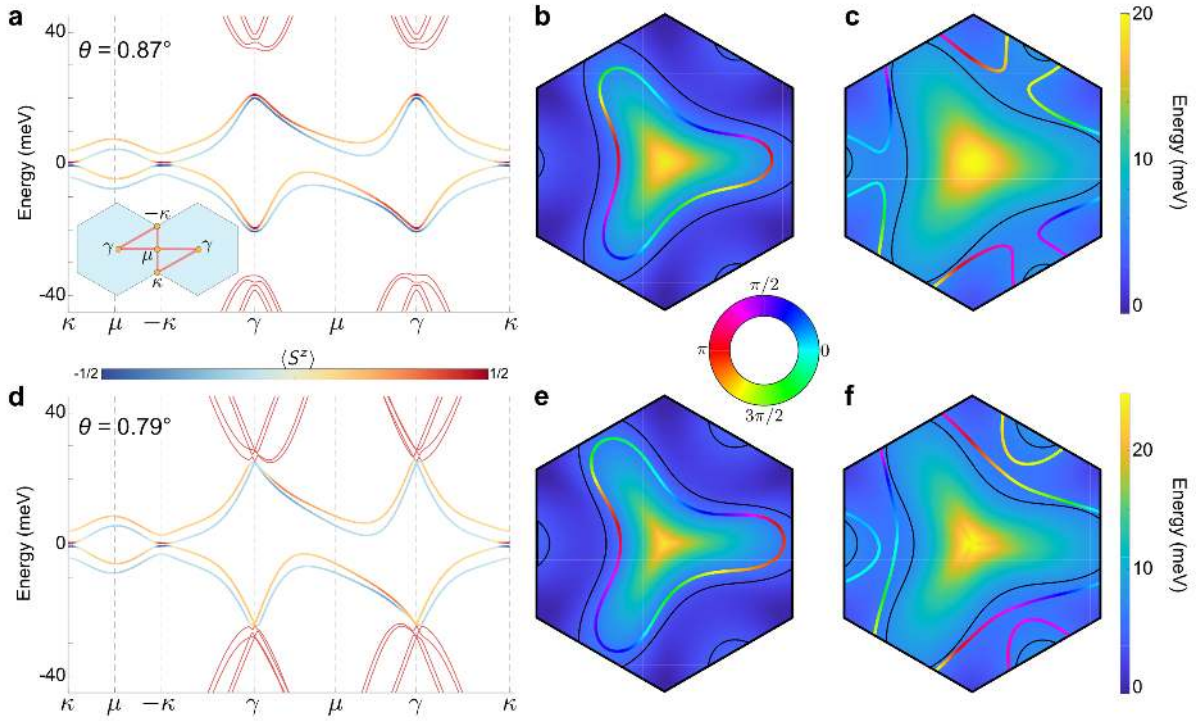 a
θ = 0.87°
Energy (meV)
40
0
-40
−κ
γ
μ
γ
κ
κ
μ
−κ
γ
μ
γ
κ
b
c
20
10
0
Energy (meV)
π/2
π
0
3π/2
⟨S^z⟩
-1/2
1/2
d
θ = 0.79°
Energy (meV)
40
0
-40
κ
μ
−κ
γ
μ
γ
κ
e
f
20
10
0
Energy (meV)